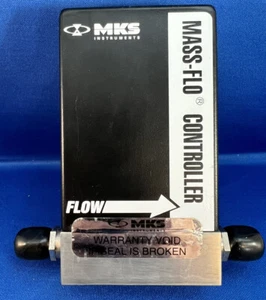 MKS
INSTRUMENTS
MASS-FLO® CONTROLLER
FLOW
MKS
WARRANTY VOID
SEAL IS BROKEN